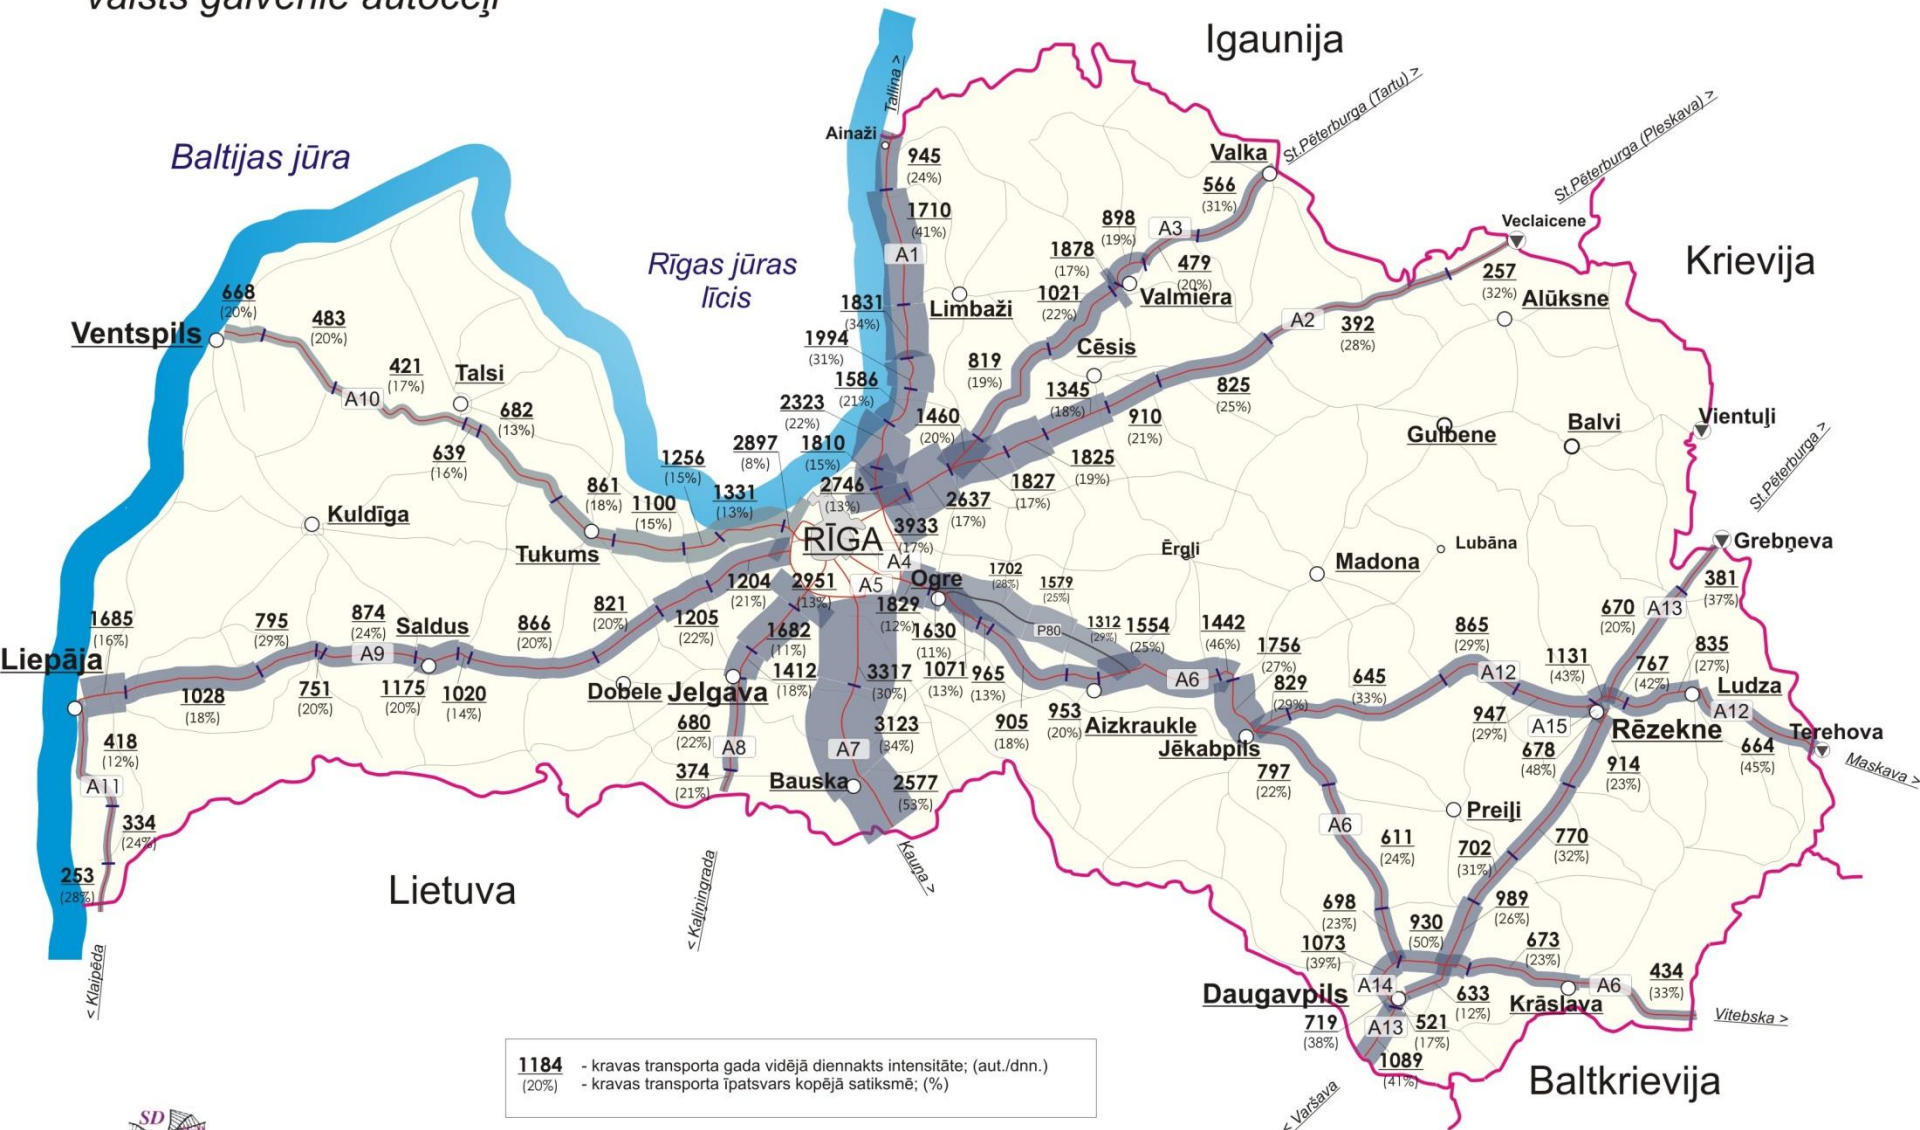 valsts galvenie autoceļi
Igaunija
Tallina >
St.Pēterburga (Tartu) >
St.Pēterburga (Pleskava) >
Ainaži
Baltijas jūra
Valka
945
(24%)
566
(31%)
1710
(41%)
898
(19%)
A3
Veclaicene
A1
1878
(17%)
479
(20%)
257
(32%)
Krievija
Rīgas jūras
līcis
668
(20%)
1831
(34%)
Limbaži
1021
(22%)
Valmiera
Alūksne
Ventspils
483
(20%)
1994
(31%)
A2
392
(28%)
Cēsis
421
(17%)
Talsi
1586
(21%)
819
(19%)
1345
(18%)
825
(25%)
A10
682
(13%)
2323
(22%)
1460
(20%)
910
(21%)
Gulbene
Balvi
Vientuļi
639
(16%)
1256
(15%)
2897
(8%)
1810
(15%)
1825
(19%)
St.Pēterburga >
861
(18%)
1100
(15%)
1331
(13%)
2746
(13%)
2637
(17%)
1827
(17%)
Kuldīga
Tukums
RĪGA
3933
(17%)
A4
Ērgļi
Madona
Lubāna
Grebņeva
1204
(21%)
2951
(13%)
A5
Ogre
1702
(28%)
1579
(25%)
381
(37%)
1685
(16%)
795
(29%)
874
(24%)
Saldus
866
(20%)
821
(20%)
1205
(22%)
1682
(11%)
1829
(12%)
1630
(11%)
P80
1312
(29%)
1554
(25%)
1442
(46%)
1756
(27%)
865
(29%)
670
(20%)
A13
Liepāja
A9
1028
(18%)
751
(20%)
1175
(20%)
1020
(14%)
Dobele
Jelgava
1412
(18%)
3317
(30%)
1071
(13%)
965
(13%)
A6
829
(29%)
645
(33%)
A12
1131
(43%)
767
(42%)
835
(27%)
Ludza
A12
418
(12%)
680
(22%)
A8
3123
(34%)
A7
905
(18%)
953
(20%)
Aizkraukle
Jēkabpils
947
(29%)
A15
Rēzekne
664
(45%)
Terehova
Maskava >
A11
374
(21%)
Bauska
2577
(53%)
797
(22%)
678
(48%)
914
(23%)
334
(24%)
A6
Preiļi
611
(24%)
702
(31%)
770
(32%)
253
(28%)
Lietuva
< Kaļiņingrada
Kauņa >
698
(23%)
930
(50%)
989
(26%)
< Klaipēda
1073
(39%)
673
(23%)
434
(33%)
Daugavpils
A14
633
(12%)
Krāslava
A6
Vitebska >
719
(38%)
A13
521
(17%)
1089
(41%)
< Varšava
Baltkrievija
1184 - kravas transporta gada vidējā diennakts intensitāte; (aut./dnn.)
(20%) - kravas transporta īpatsvars kopējā satiksmē; (%)
SD